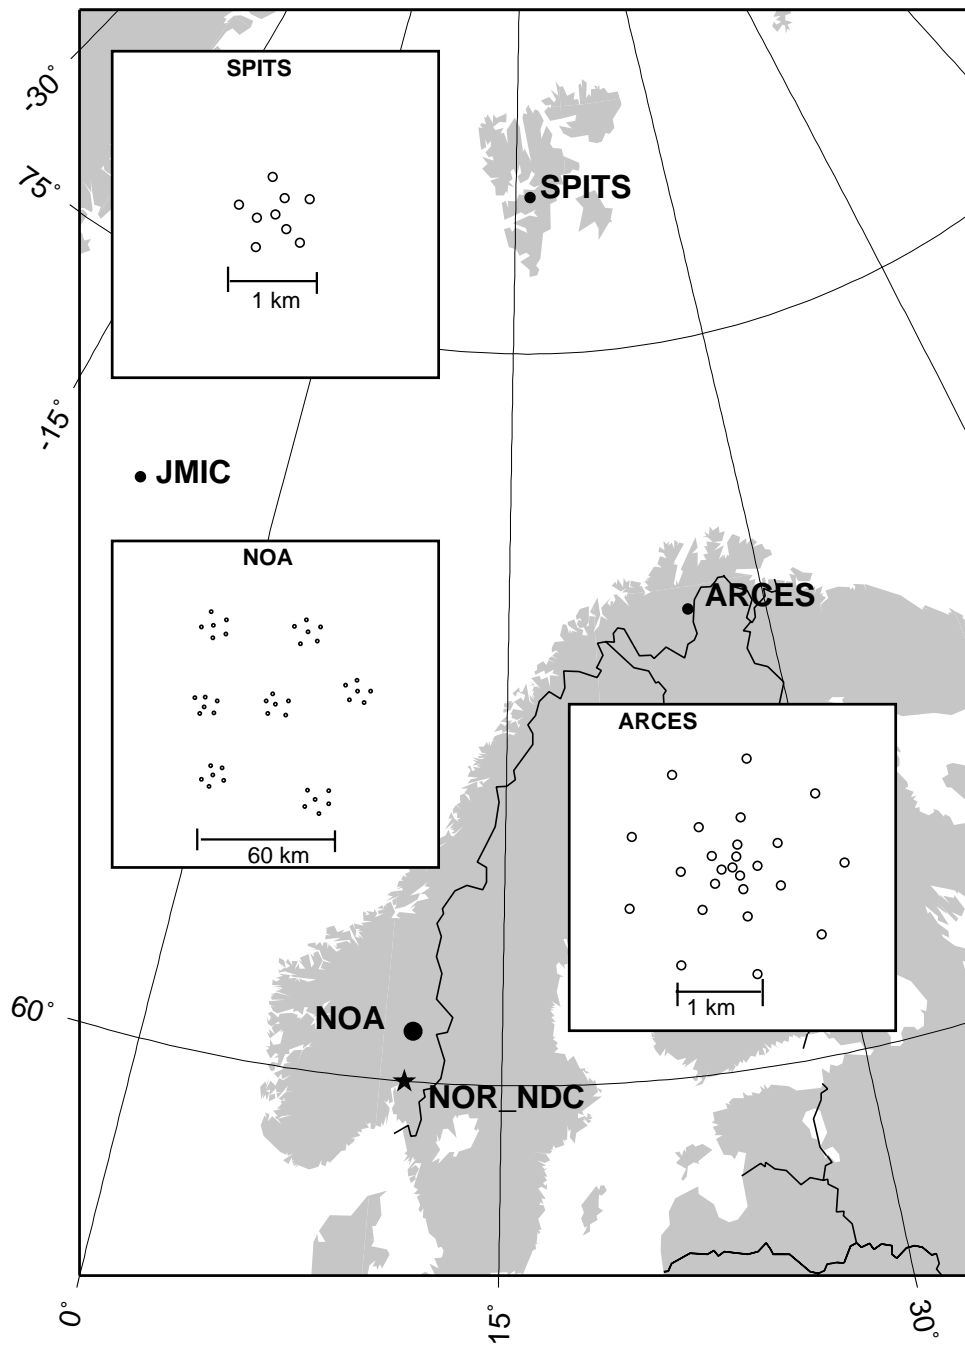 -30°
SPITS
75°
SPITS
1 km
-15°
JMIC
NOA
ARCES
ARCES
60 km
1 km
60°
NOA
NOR_NDC
0°
15°
30°